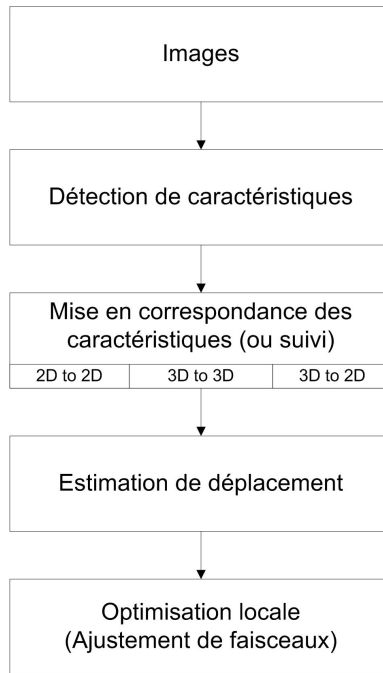 Images
Détection de caractéristiques
Mise en correspondance des
caractéristiques (ou suivi)
2D to 2D
3D to 3D
3D to 2D
Estimation de déplacement
Optimisation locale
(Ajustement de faisceaux)